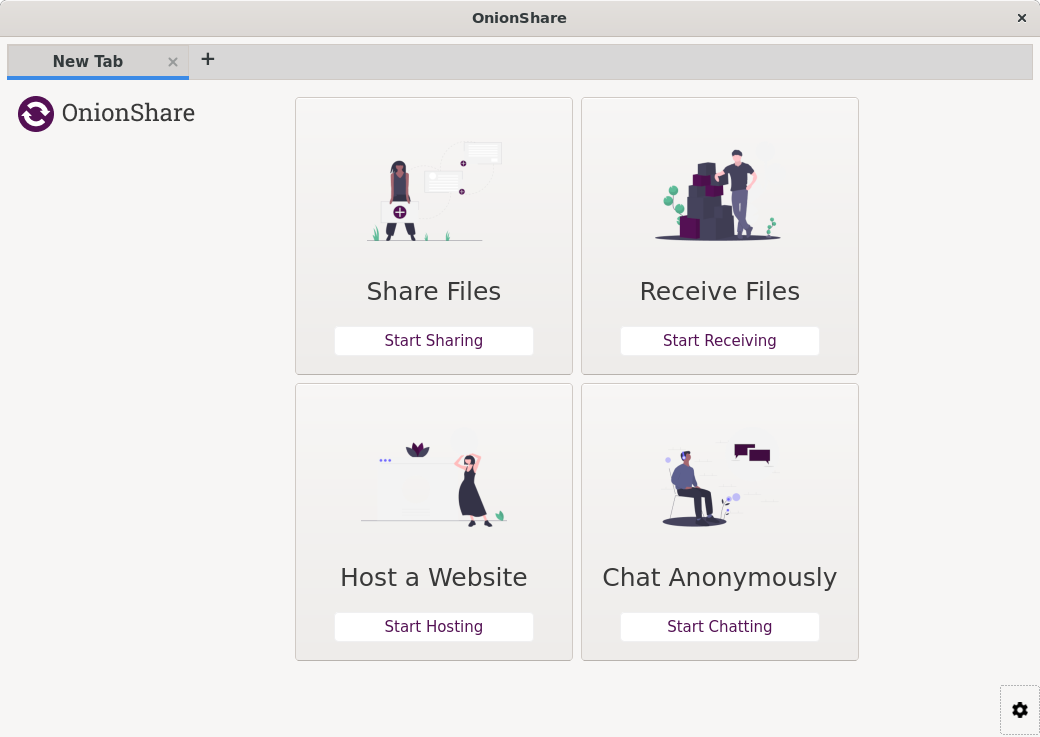 OnionShare
New Tab
OnionShare
Share Files
Start Sharing
Receive Files
Start Receiving
Host a Website
Start Hosting
Chat Anonymously
Start Chatting